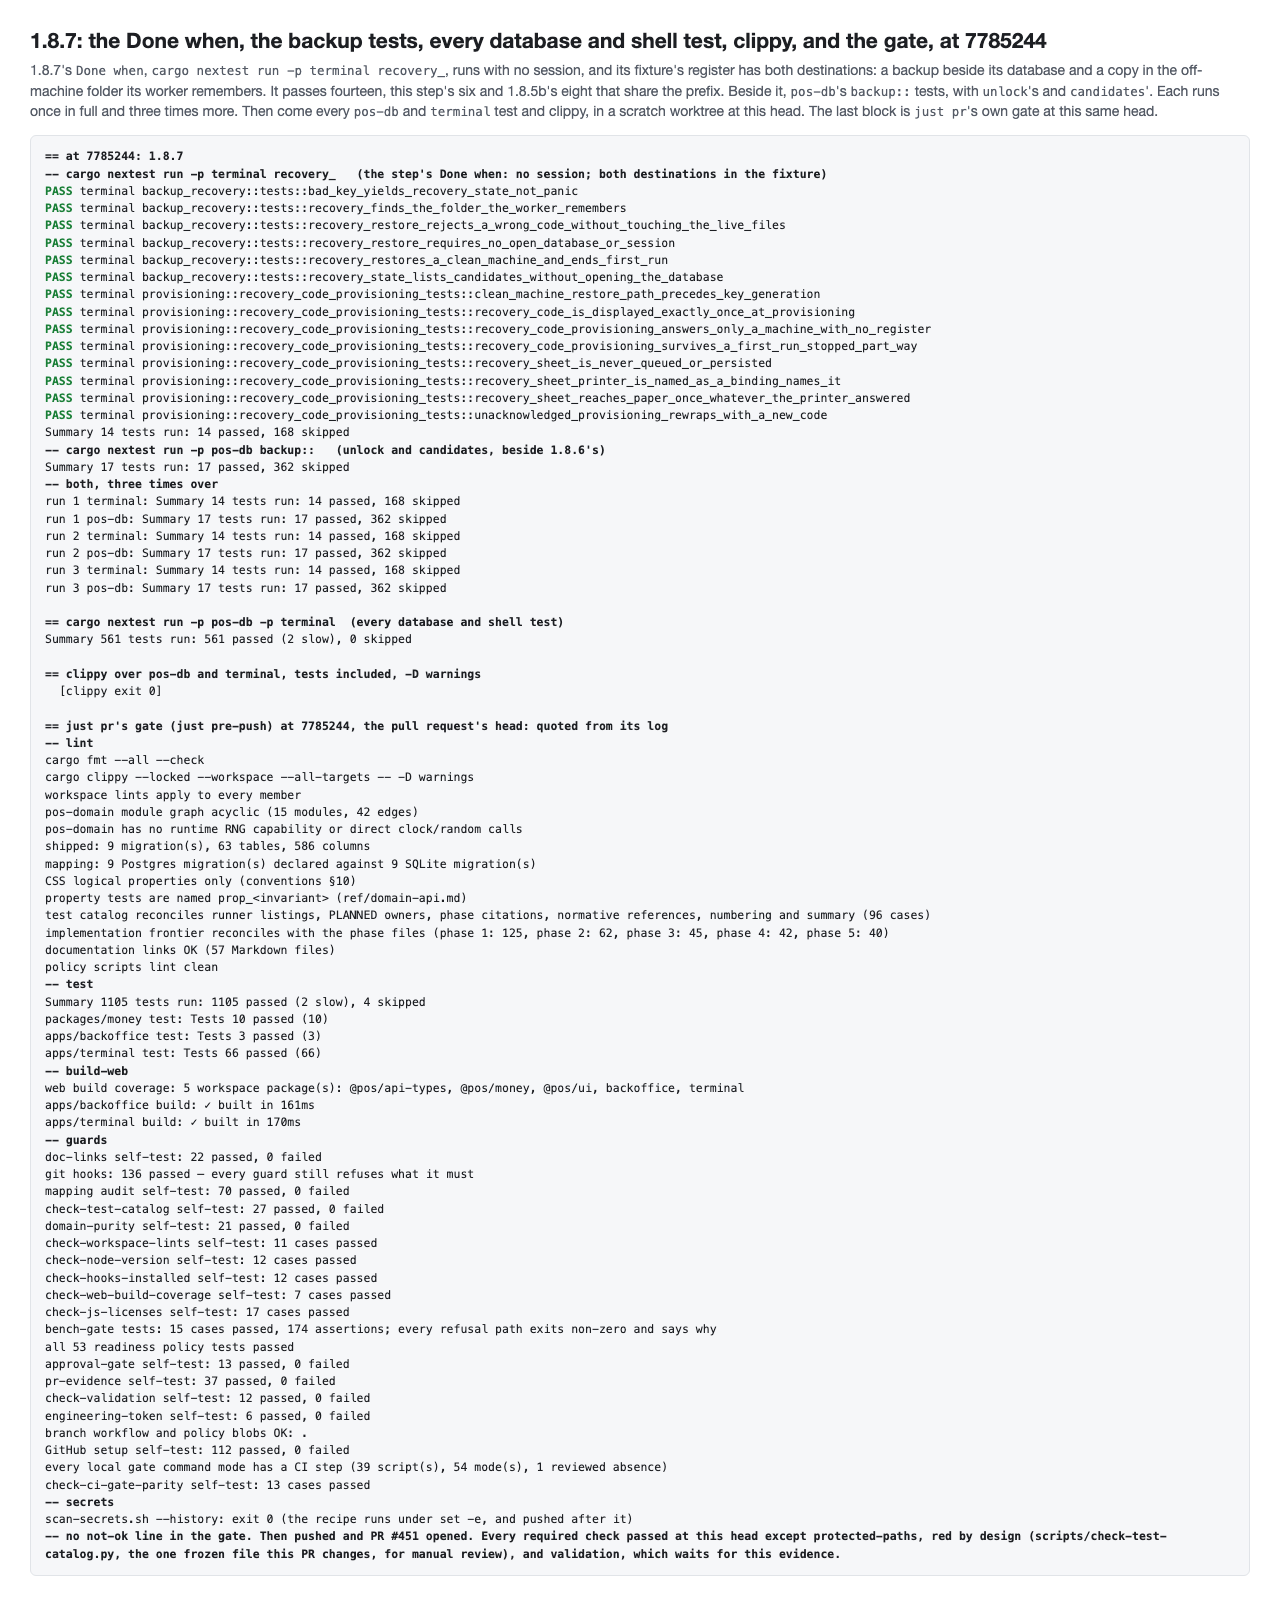 1.8.7: the Done when, the backup tests, every database and shell test, clippy, and the gate, at 7785244
1.8.7's Done when, cargo nextest run -p terminal recovery_, runs with no session, and its fixture's register has both destinations: a backup beside its database and a copy in the off-
machine folder its worker remembers. It passes fourteen, this step's six and 1.8.5b's eight that share the prefix. Beside it, pos-db's backup:: tests, with unlock's and candidates'. Each runs
once in full and three times more. Then come every pos-db and terminal test and clippy, in a scratch worktree at this head. The last block is just pr's own gate at this same head.
== at 7785244: 1.8.7
-- cargo nextest run -p terminal recovery_   (the step's Done when: no session; both destinations in the fixture)
PASS terminal backup_recovery::tests::bad_key_yields_recovery_state_not_panic
PASS terminal backup_recovery::tests::recovery_finds_the_folder_the_worker_remembers
PASS terminal backup_recovery::tests::recovery_restore_rejects_a_wrong_code_without_touching_the_live_files
PASS terminal backup_recovery::tests::recovery_restore_requires_no_open_database_or_session
PASS terminal backup_recovery::tests::recovery_restores_a_clean_machine_and_ends_first_run
PASS terminal backup_recovery::tests::recovery_state_lists_candidates_without_opening_the_database
PASS terminal provisioning::recovery_code_provisioning_tests::clean_machine_restore_path_precedes_key_generation
PASS terminal provisioning::recovery_code_provisioning_tests::recovery_code_is_displayed_exactly_once_at_provisioning
PASS terminal provisioning::recovery_code_provisioning_tests::recovery_code_provisioning_answers_only_a_machine_with_no_register
PASS terminal provisioning::recovery_code_provisioning_tests::recovery_code_provisioning_survives_a_first_run_stopped_part_way
PASS terminal provisioning::recovery_code_provisioning_tests::recovery_sheet_is_never_queued_or_persisted
PASS terminal provisioning::recovery_code_provisioning_tests::recovery_sheet_printer_is_named_as_a_binding_names_it
PASS terminal provisioning::recovery_code_provisioning_tests::recovery_sheet_reaches_paper_once_whatever_the_printer_answered
PASS terminal provisioning::recovery_code_provisioning_tests::unacknowledged_provisioning_rewraps_with_a_new_code
Summary 14 tests run: 14 passed, 168 skipped
-- cargo nextest run -p pos-db backup::   (unlock and candidates, beside 1.8.6's)
Summary 17 tests run: 17 passed, 362 skipped
-- both, three times over
run 1 terminal: Summary 14 tests run: 14 passed, 168 skipped
run 1 pos-db: Summary 17 tests run: 17 passed, 362 skipped
run 2 terminal: Summary 14 tests run: 14 passed, 168 skipped
run 2 pos-db: Summary 17 tests run: 17 passed, 362 skipped
run 3 terminal: Summary 14 tests run: 14 passed, 168 skipped
run 3 pos-db: Summary 17 tests run: 17 passed, 362 skipped
== cargo nextest run -p pos-db -p terminal  (every database and shell test)
Summary 561 tests run: 561 passed (2 slow), 0 skipped
== clippy over pos-db and terminal, tests included, -D warnings
[clippy exit 0]
== just pr's gate (just pre-push) at 7785244, the pull request's head: quoted from its log
-- lint
cargo fmt --all --check
cargo clippy --locked --workspace --all-targets -- -D warnings
workspace lints apply to every member
pos-domain module graph acyclic (15 modules, 42 edges)
pos-domain has no runtime RNG capability or direct clock/random calls
shipped: 9 migration(s), 63 tables, 586 columns
mapping: 9 Postgres migration(s) declared against 9 SQLite migration(s)
CSS logical properties only (conventions §10)
property tests are named prop_<invariant> (ref/domain-api.md)
test catalog reconciles runner listings, PLANNED owners, phase citations, normative references, numbering and summary (96 cases)
implementation frontier reconciles with the phase files (phase 1: 125, phase 2: 62, phase 3: 45, phase 4: 42, phase 5: 40)
documentation links OK (57 Markdown files)
policy scripts lint clean
-- test
Summary 1105 tests run: 1105 passed (2 slow), 4 skipped
packages/money test: Tests 10 passed (10)
apps/backoffice test: Tests 3 passed (3)
apps/terminal test: Tests 66 passed (66)
-- build-web
web build coverage: 5 workspace package(s): @pos/api-types, @pos/money, @pos/ui, backoffice, terminal
apps/backoffice build: ✓ built in 161ms
apps/terminal build: ✓ built in 170ms
-- guards
doc-links self-test: 22 passed, 0 failed
git hooks: 136 passed — every guard still refuses what it must
mapping audit self-test: 70 passed, 0 failed
check-test-catalog self-test: 27 passed, 0 failed
domain-purity self-test: 21 passed, 0 failed
check-workspace-lints self-test: 11 cases passed
check-node-version self-test: 12 cases passed
check-hooks-installed self-test: 12 cases passed
check-web-build-coverage self-test: 7 cases passed
check-js-licenses self-test: 17 cases passed
bench-gate tests: 15 cases passed, 174 assertions; every refusal path exits non-zero and says why
all 53 readiness policy tests passed
approval-gate self-test: 13 passed, 0 failed
pr-evidence self-test: 37 passed, 0 failed
check-validation self-test: 12 passed, 0 failed
engineering-token self-test: 6 passed, 0 failed
branch workflow and policy blobs OK: .
GitHub setup self-test: 112 passed, 0 failed
every local gate command mode has a CI step (39 script(s), 54 mode(s), 1 reviewed absence)
check-ci-gate-parity self-test: 13 cases passed
-- secrets
scan-secrets.sh --history: exit 0 (the recipe runs under set -e, and pushed after it)
-- no not-ok line in the gate. Then pushed and PR #451 opened. Every required check passed at this head except protected-paths, red by design (scripts/check-test-
catalog.py, the one frozen file this PR changes, for manual review), and validation, which waits for this evidence.